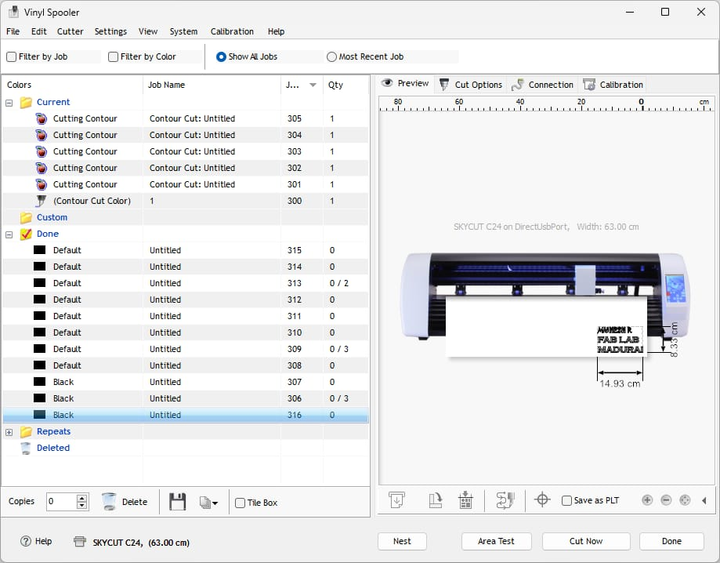 Vinyl Spooler
File Edit Cutter Settings View System Calibration Help
Filter by Job Filter by Color Show All Jobs Most Recent Job
Colors Job Name J... Qty
Current
Cutting Contour Contour Cut: Untitled 305 1
Cutting Contour Contour Cut: Untitled 304 1
Cutting Contour Contour Cut: Untitled 303 1
Cutting Contour Contour Cut: Untitled 302 1
Cutting Contour Contour Cut: Untitled 301 1
(Contour Cut Color) 1 300 1
Custom
Done
Default Untitled 315 0
Default Untitled 314 0
Default Untitled 313 0 / 2
Default Untitled 312 0
Default Untitled 311 0
Default Untitled 310 0
Default Untitled 309 0 / 3
Default Untitled 308 0
Black Untitled 307 0
Black Untitled 306 0 / 3
Black Untitled 316 0
Repeats
Deleted
Copies 0 Delete Tile Box
Preview Cut Options Connection Calibration
80 60 40 20 0 cm
SKYCUT C24 on DirectUsbPort, Width: 63.00 cm
MAHESH R
FAB LAB
MADURAI
8.33 cm
14.93 cm
Save as PLT
Help SKYCUT C24, (63.00 cm) Nest Area Test Cut Now Done